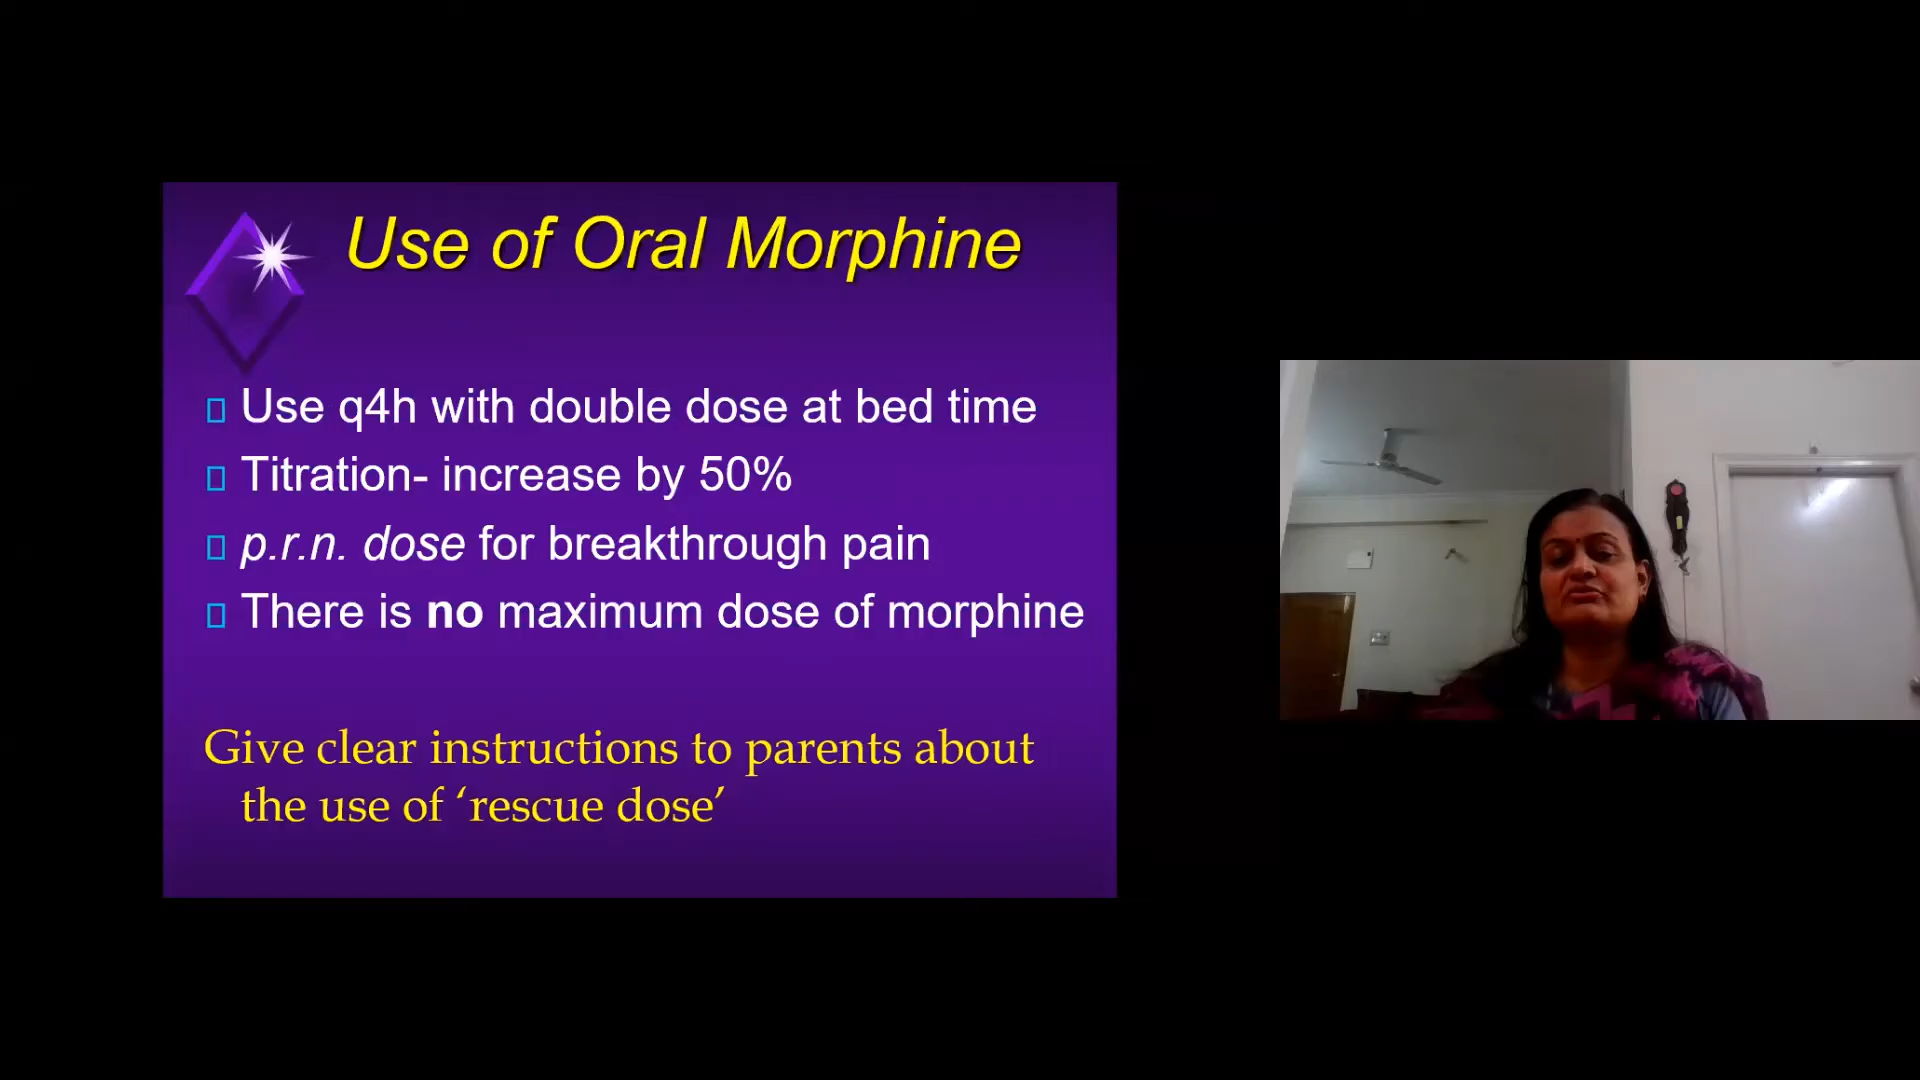 Use of Oral Morphine
Use q4h with double dose at bed time
Titration- increase by 50%
p.r.n. dose for breakthrough pain
There is no maximum dose of morphine
Give clear instructions to parents about
the use of ‘rescue dose’